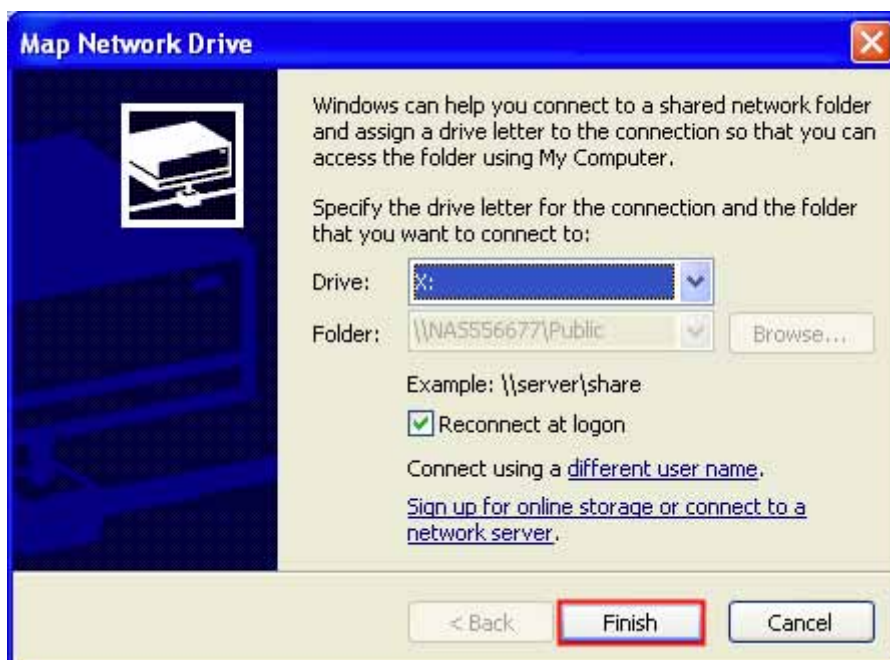 Map Network Drive
Windows can help you connect to a shared network folder
and assign a drive letter to the connection so that you can
access the folder using My Computer.
Specify the drive letter for the connection and the folder
that you want to connect to:
Drive: X:
Folder: \\NAS556677\Public Browse...
Example: \\server\share
Reconnect at logon
Connect using a different user name.
Sign up for online storage or connect to a
network server.
< Back Finish Cancel